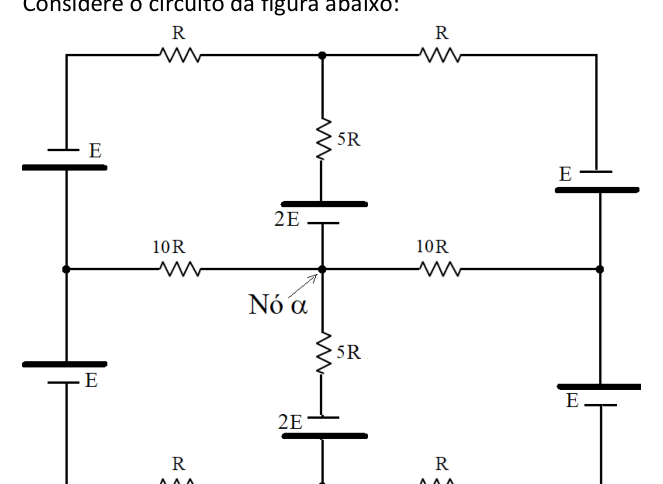 Considere o circuito da figura abaixo:
R R
5R
E
E
2E
10R 10R
Nó α
5R
E
E
2E
R R